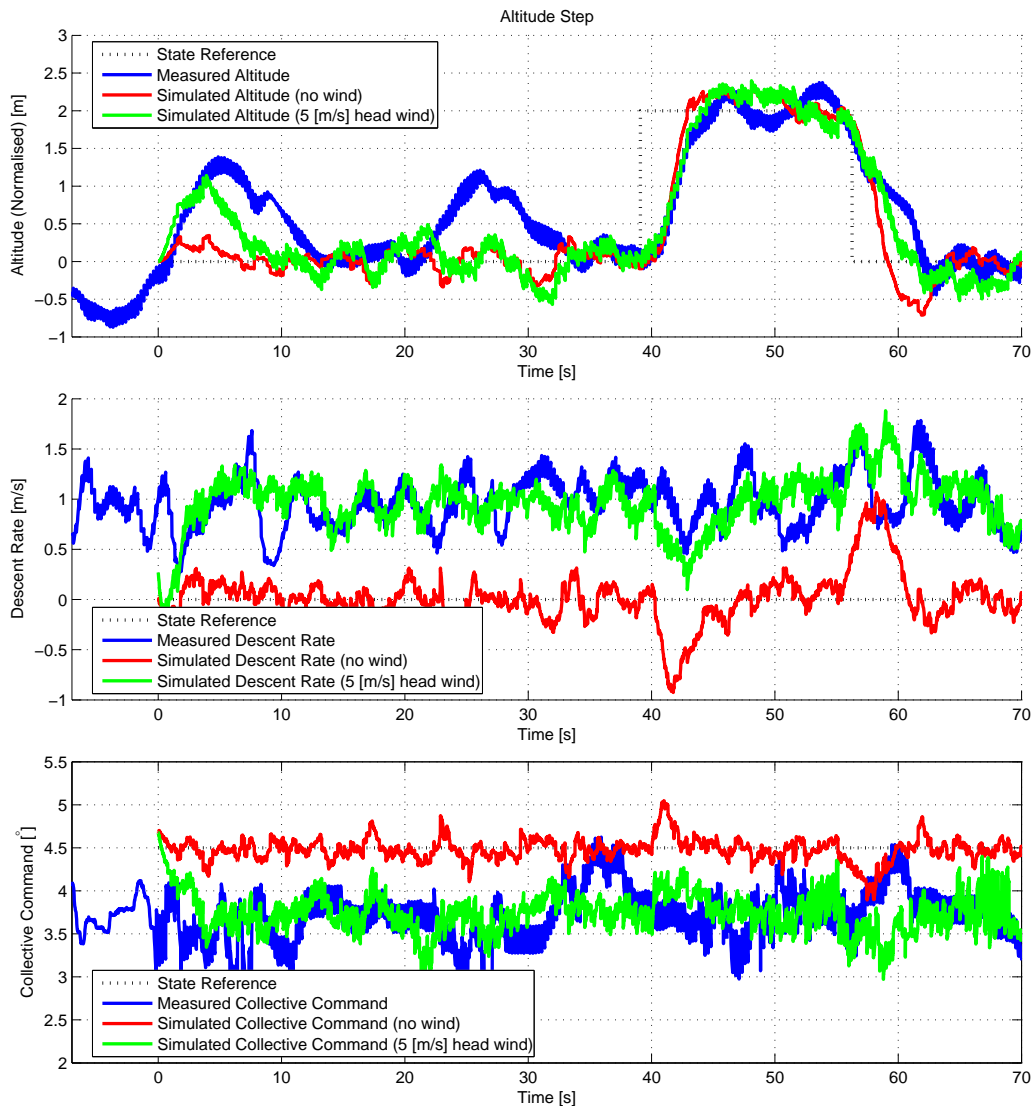 Altitude Step
Altitude (Normalised) [m]
3
2.5
2
1.5
1
0.5
0
−0.5
−1
State Reference
Measured Altitude
Simulated Altitude (no wind)
Simulated Altitude (5 [m/s] head wind)
0 10 20 30 40 50 60 70
Time [s]
Descent Rate [m/s]
2
1.5
1
0.5
0
−0.5
−1
State Reference
Measured Descent Rate
Simulated Descent Rate (no wind)
Simulated Descent Rate (5 [m/s] head wind)
0 10 20 30 40 50 60 70
Time [s]
Collective Command [°]
5.5
5
4.5
4
3.5
3
2.5
2
State Reference
Measured Collective Command
Simulated Collective Command (no wind)
Simulated Collective Command (5 [m/s] head wind)
0 10 20 30 40 50 60 70
Time [s]